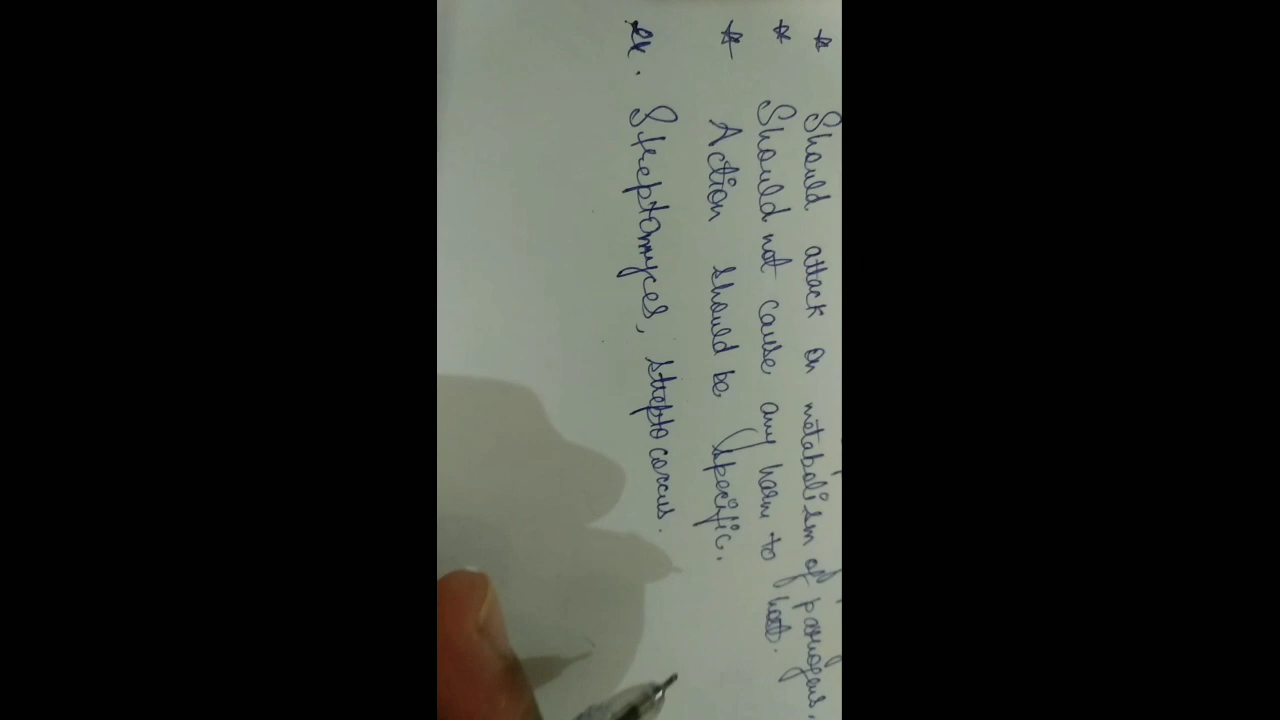 * Should attack on metabolism of pathogens.
* Should not cause any harm to host.
* Action should be specific.
ex. Streptomyces, streptococcus.